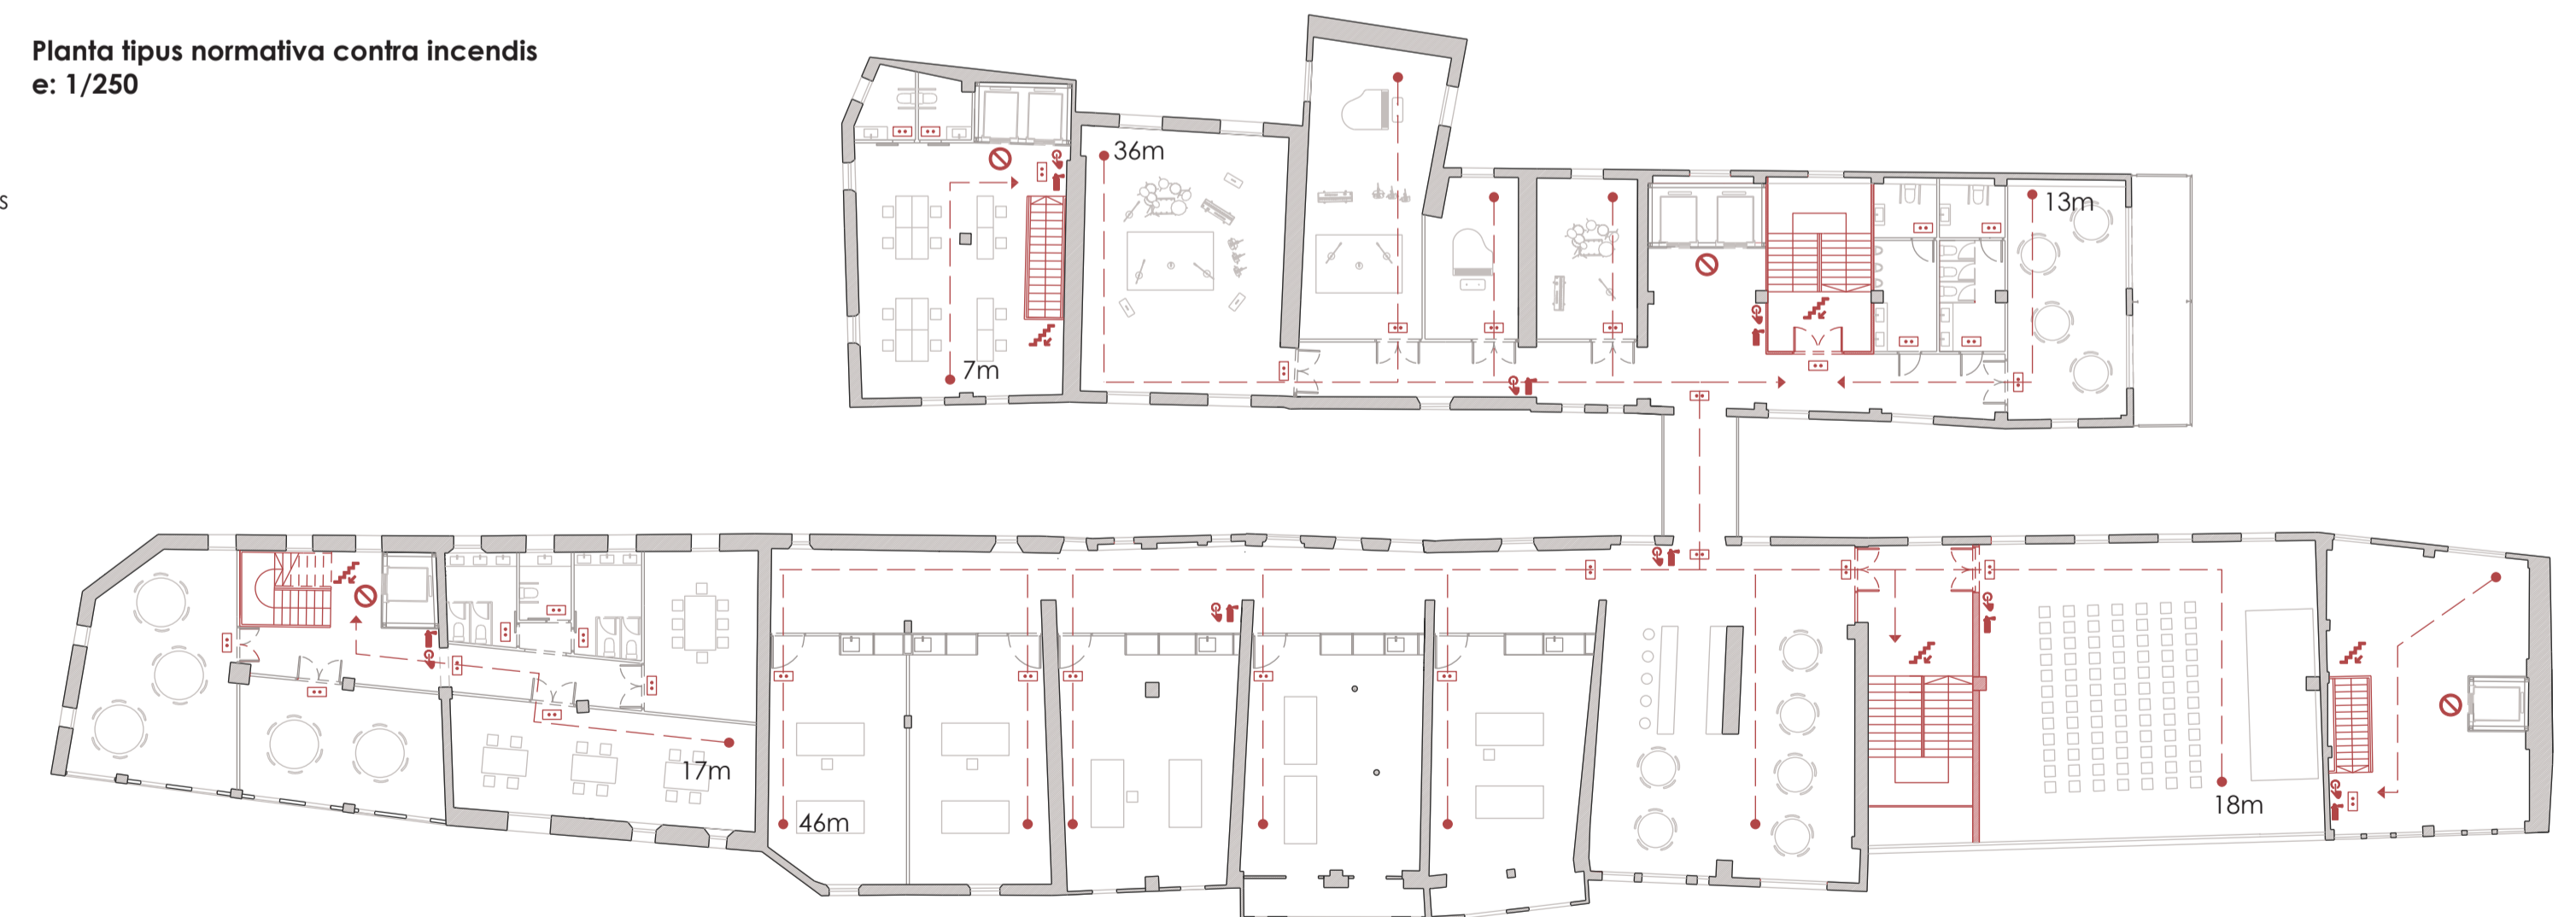 Planta tipus normativa contra incendis
e: 1/250
s
36m
13m
7m
17m
46m
18m